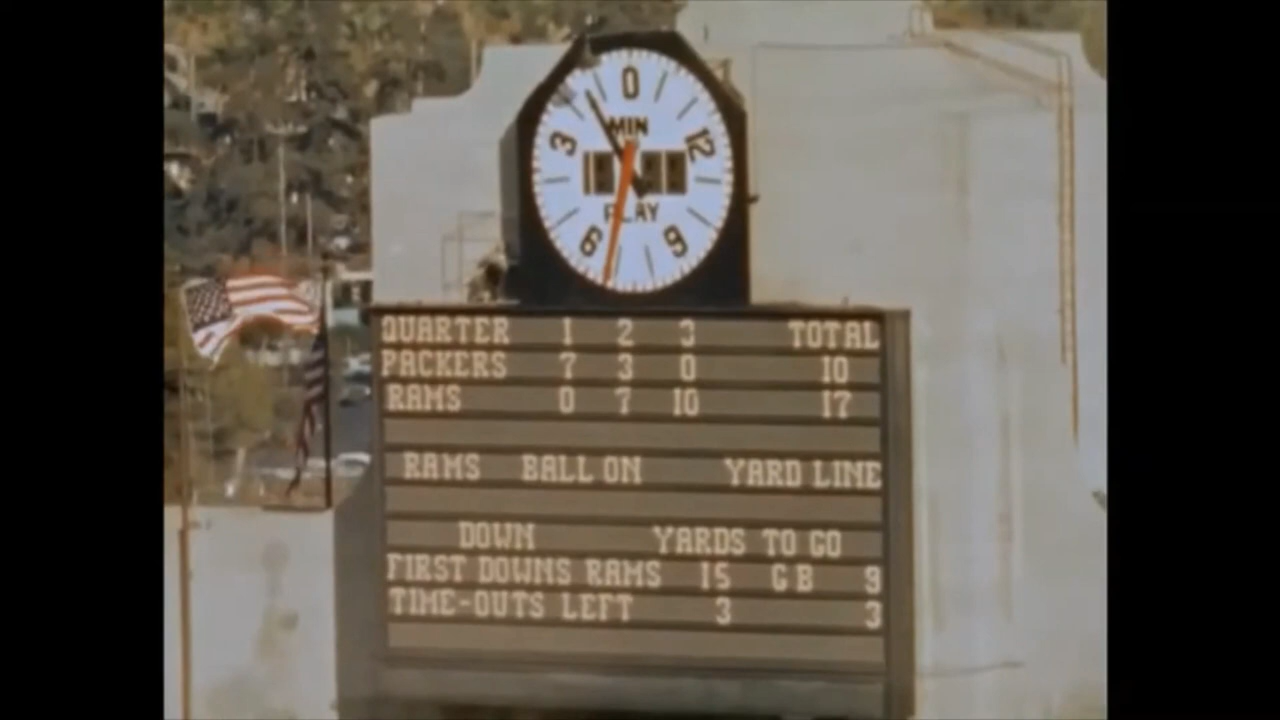 0
MIN
3 12
PLAY
6 9
QUARTER 1 2 3 TOTAL
PACKERS 7 3 0 10
RAMS 0 7 10 17
RAMS BALL ON YARD LINE
DOWN YARDS TO GO
FIRST DOWNS RAMS 15 GB 9
TIME-OUTS LEFT 3 3